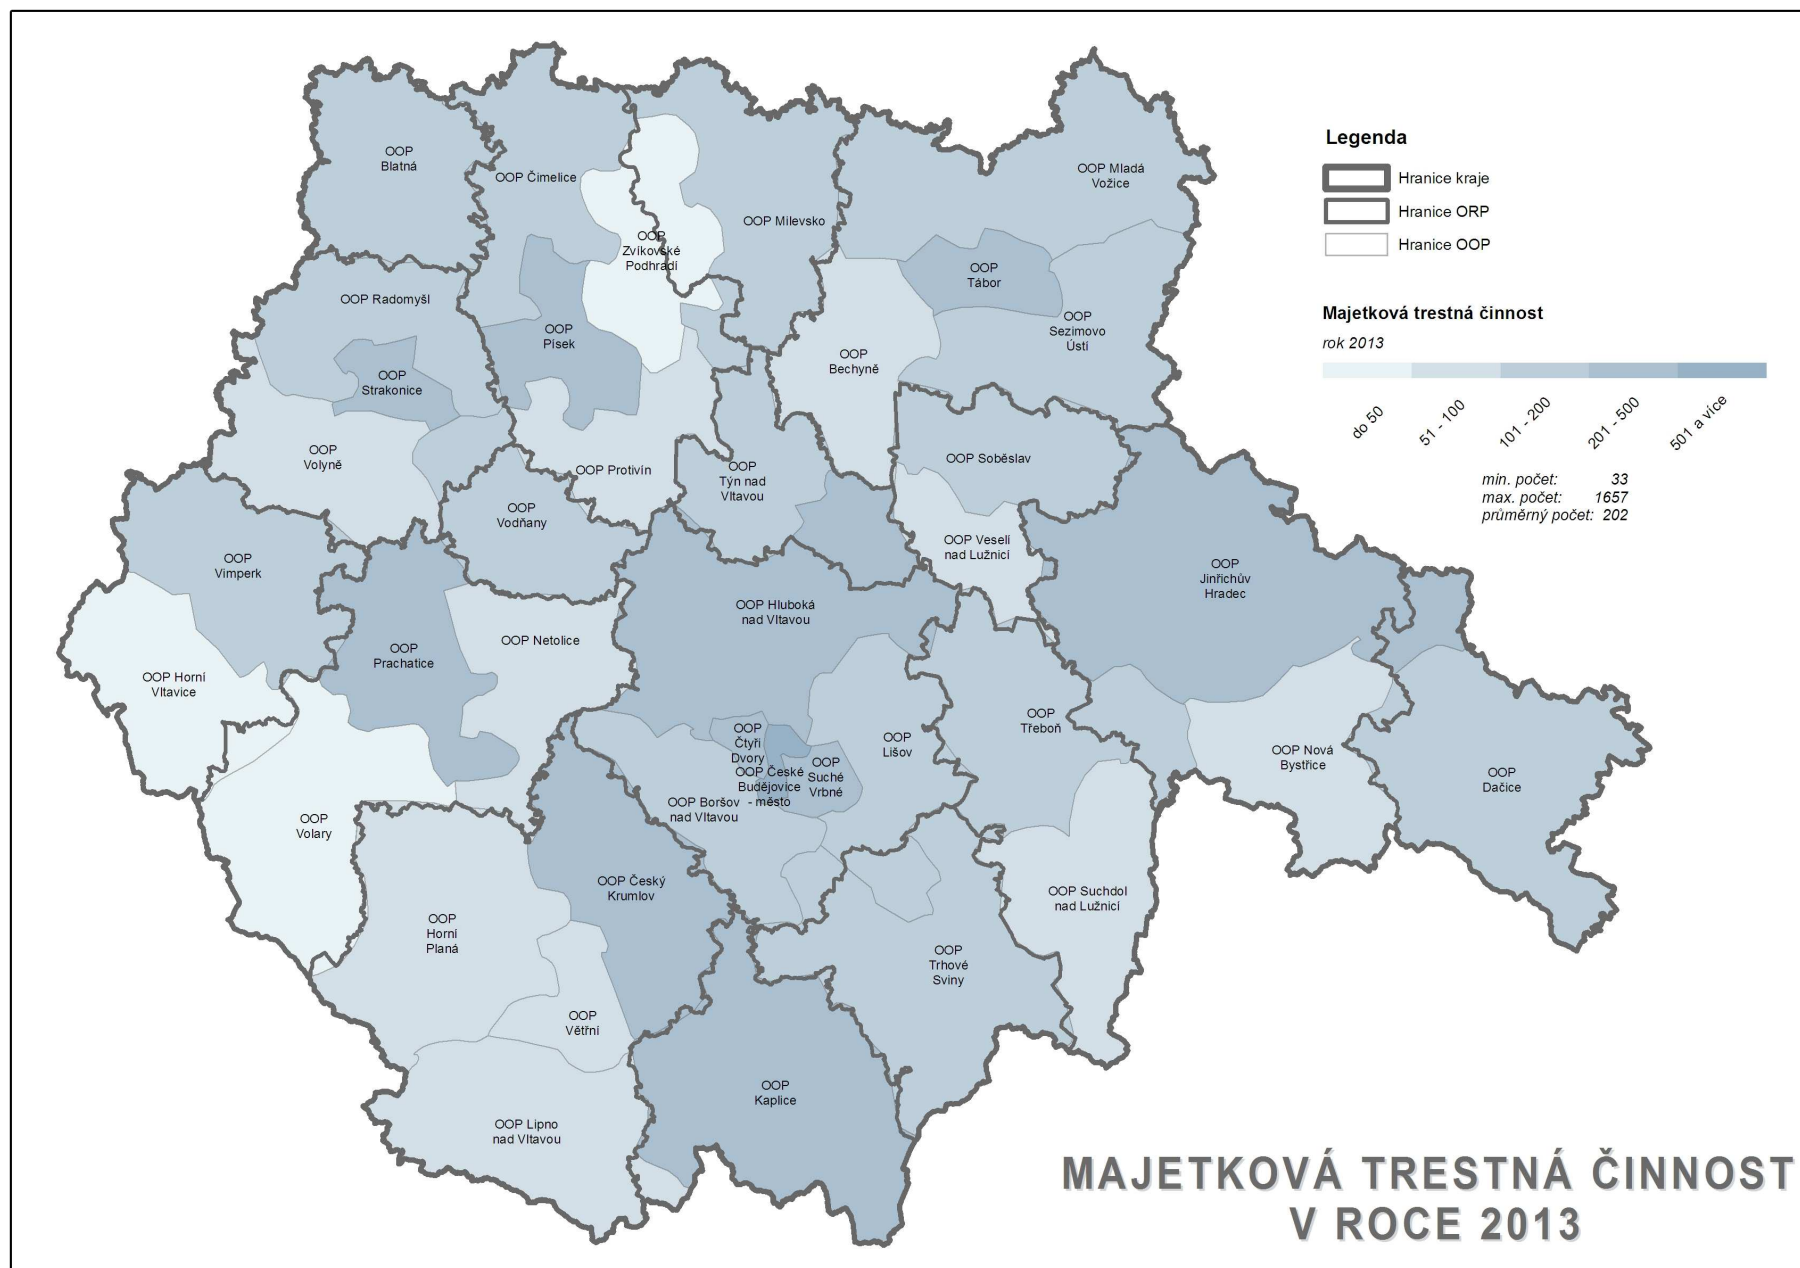 OOP
Blatná
OOP Čimelice
OOP Mladá
Vožice
OOP Milevsko
OOP
Zvíkovské
Podhradí
OOP
Tábor
OOP Radomyšl
OOP
Písek
OOP
Sezimovo
Ústí
OOP
Bechyně
OOP
Strakonice
OOP
Volyně
OOP Protivín
OOP
Týn nad
Vltavou
OOP Soběslav
OOP
Vodňany
OOP Veselí
nad Lužnicí
OOP
Vimperk
OOP
Jinřichův
Hradec
OOP Hluboká
nad Vltavou
OOP Netolice
OOP
Prachatice
OOP Horní
Vltavice
OOP
Třeboň
OOP
Čtyři
Dvory
OOP
Lišov
OOP Nová
Bystřice
OOP
Suché
Vrbné
OOP České
Budějovice
- město
OOP
Dačice
OOP Boršov
nad Vltavou
OOP
Volary
OOP Český
Krumlov
OOP Suchdol
nad Lužnicí
OOP
Horní
Planá
OOP
Trhové
Sviny
OOP
Větřní
OOP
Kaplice
OOP Lipno
nad Vltavou
Legenda
Hranice kraje
Hranice ORP
Hranice OOP
Majetková trestná činnost
rok 2013
do 50
51 - 100
101 - 200
201 - 500
501 a více
min. počet: 33
max. počet: 1657
průměrný počet: 202
MAJETKOVÁ TRESTNÁ ČINNOST
V ROCE 2013